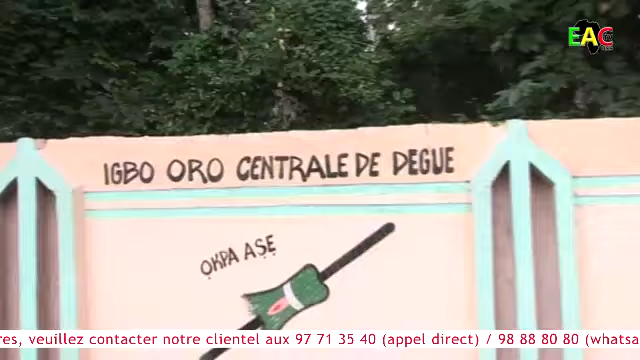 EAC
IGBO ORO CENTRALE DE DEGUE
ỌKPA AṢẸ
res, veuillez contacter notre clientel aux 97 71 35 40 (appel direct) / 98 88 80 80 (whatsa